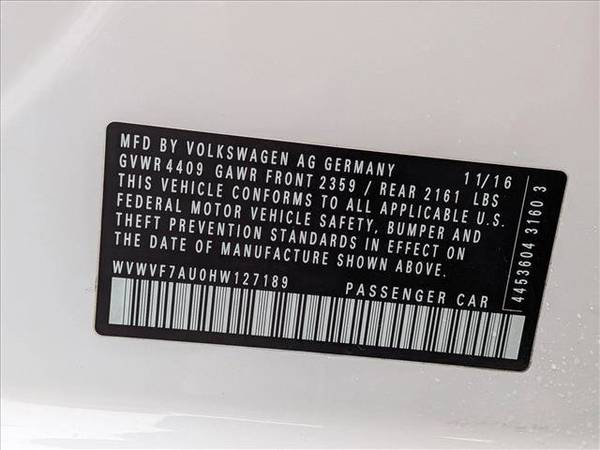 MFD BY VOLKSWAGEN AG GERMANY 11/16
GVWR 4409 GAWR FRONT 2359 / REAR 2161 LBS
THIS VEHICLE CONFORMS TO ALL APPLICABLE U.S.
FEDERAL MOTOR VEHICLE SAFETY, BUMPER AND
THEFT PREVENTION STANDARDS IN EFFECT ON
THE DATE OF MANUFACTURE SHOWN ABOVE.
WVWVF7AU0HW127189 PASSENGER CAR
4453604 3160 3